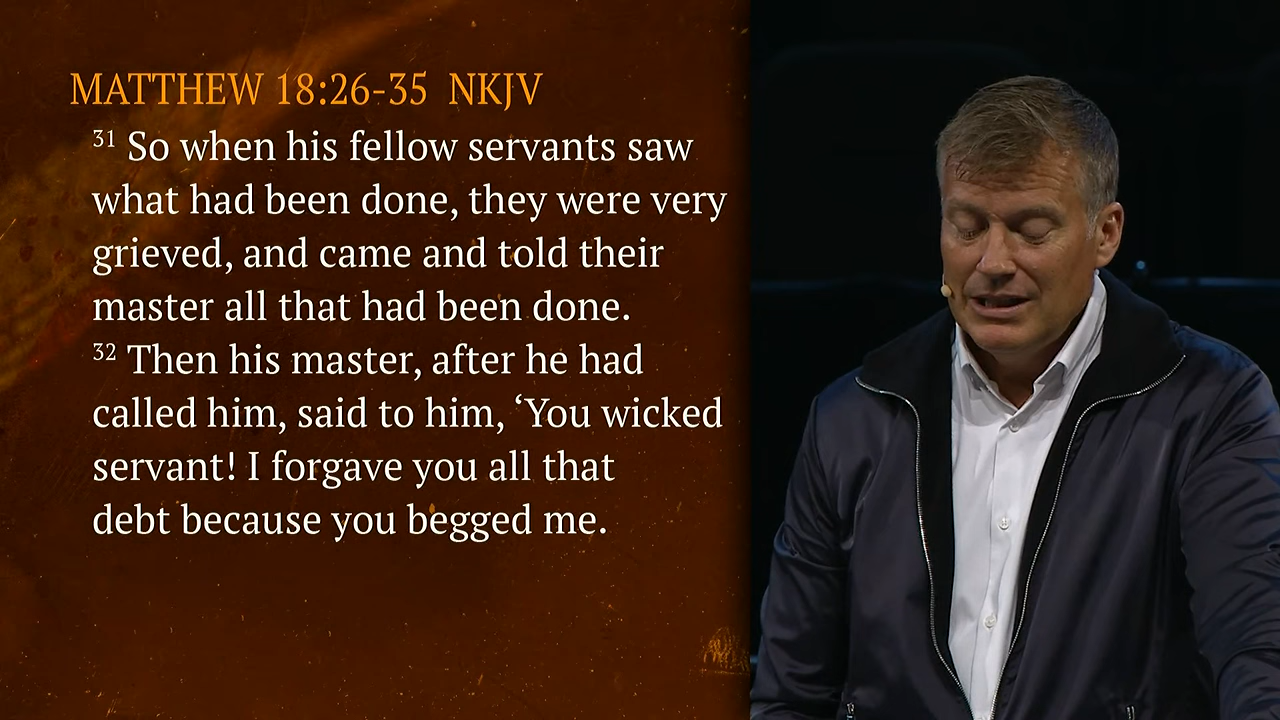 MATTHEW 18:26-35 NKJV
31 So when his fellow servants saw
what had been done, they were very
grieved, and came and told their
master all that had been done.
32 Then his master, after he had
called him, said to him, ‘You wicked
servant! I forgave you all that
debt because you begged me.